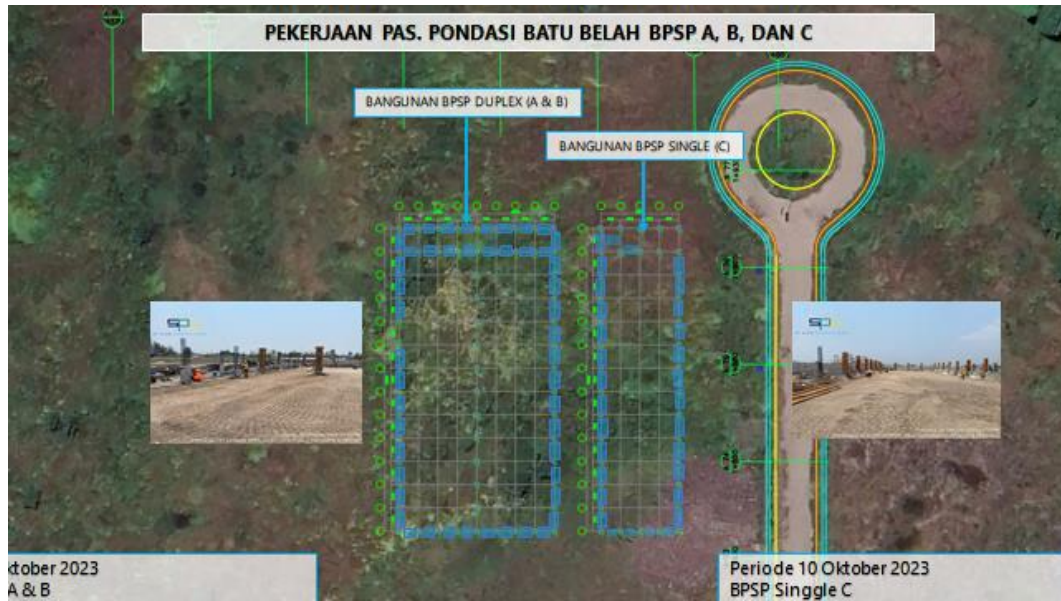 PEKERJAAN PAS. PONDASI BATU BELAH BPSP A, B, DAN C
BANGUNAN BPSP DUPLEX (A & B)
BANGUNAN BPSP SINGLE (C)
ktober 2023
A & B
Periode 10 Oktober 2023
BPSP Singgle C